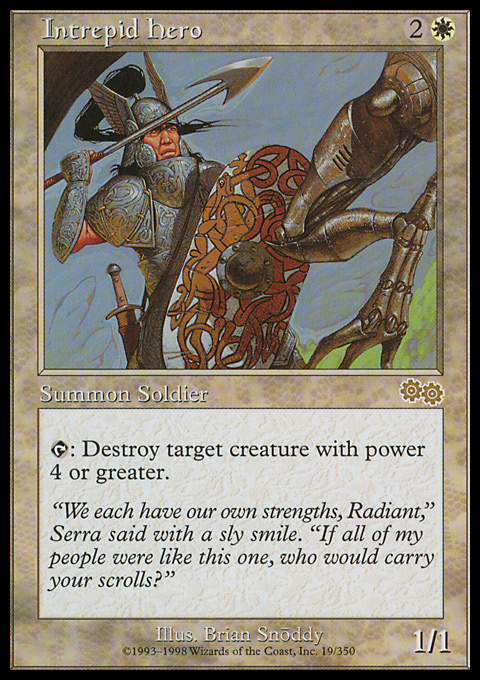 Intrepid Hero 2
Summon Soldier
: Destroy target creature with power
4 or greater.
“We each have our own strengths, Radiant,”
Serra said with a sly smile. “If all of my
people were like this one, who would carry
your scrolls?”
Illus. Brian Snōddy
©1993–1998 Wizards of the Coast, Inc. 19/350
1/1